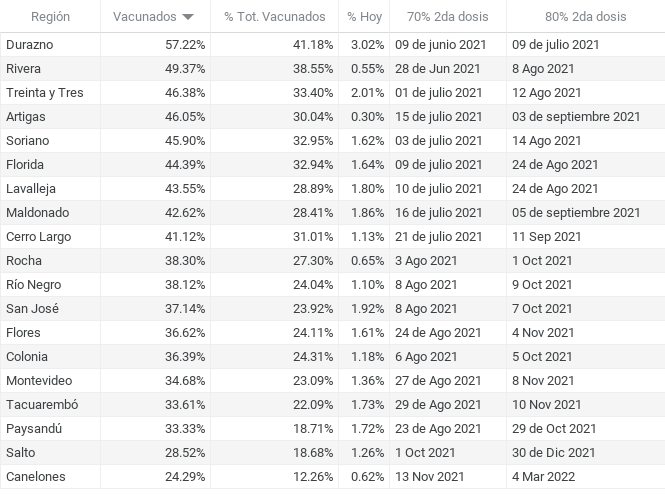 Región Vacunados % Tot. Vacunados % Hoy 70% 2da dosis 80% 2da dosis
Durazno 57.22% 41.18% 3.02% 09 de junio 2021 09 de julio 2021
Rivera 49.37% 38.55% 0.55% 28 de Jun 2021 8 Ago 2021
Treinta y Tres 46.38% 33.40% 2.01% 01 de julio 2021 12 Ago 2021
Artigas 46.05% 30.04% 0.30% 15 de julio 2021 03 de septiembre 2021
Soriano 45.90% 32.95% 1.62% 03 de julio 2021 14 Ago 2021
Florida 44.39% 32.94% 1.64% 09 de julio 2021 24 de Ago 2021
Lavalleja 43.55% 28.89% 1.80% 10 de julio 2021 24 de Ago 2021
Maldonado 42.62% 28.41% 1.86% 16 de julio 2021 05 de septiembre 2021
Cerro Largo 41.12% 31.01% 1.13% 21 de julio 2021 11 Sep 2021
Rocha 38.30% 27.30% 0.65% 3 Ago 2021 1 Oct 2021
Río Negro 38.12% 24.04% 1.10% 8 Ago 2021 9 Oct 2021
San José 37.14% 23.92% 1.92% 8 Ago 2021 7 Oct 2021
Flores 36.62% 24.11% 1.61% 24 de Ago 2021 4 Nov 2021
Colonia 36.39% 24.31% 1.18% 6 Ago 2021 5 Oct 2021
Montevideo 34.68% 23.09% 1.36% 27 de Ago 2021 8 Nov 2021
Tacuarembó 33.61% 22.09% 1.73% 29 de Ago 2021 10 Nov 2021
Paysandú 33.33% 18.71% 1.72% 23 de Ago 2021 29 de Oct 2021
Salto 28.52% 18.68% 1.26% 1 Oct 2021 30 de Dic 2021
Canelones 24.29% 12.26% 0.62% 13 Nov 2021 4 Mar 2022